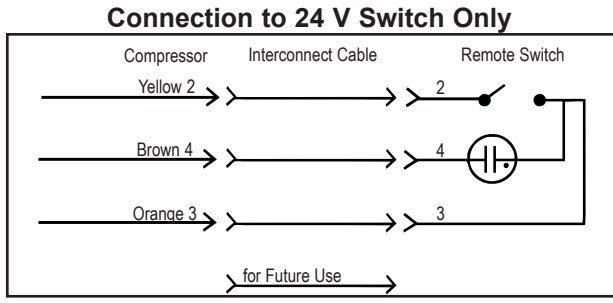 Connection to 24 V Switch Only
Compressor Interconnect Cable Remote Switch
Yellow 2 2
Brown 4 4
Orange 3 3
for Future Use